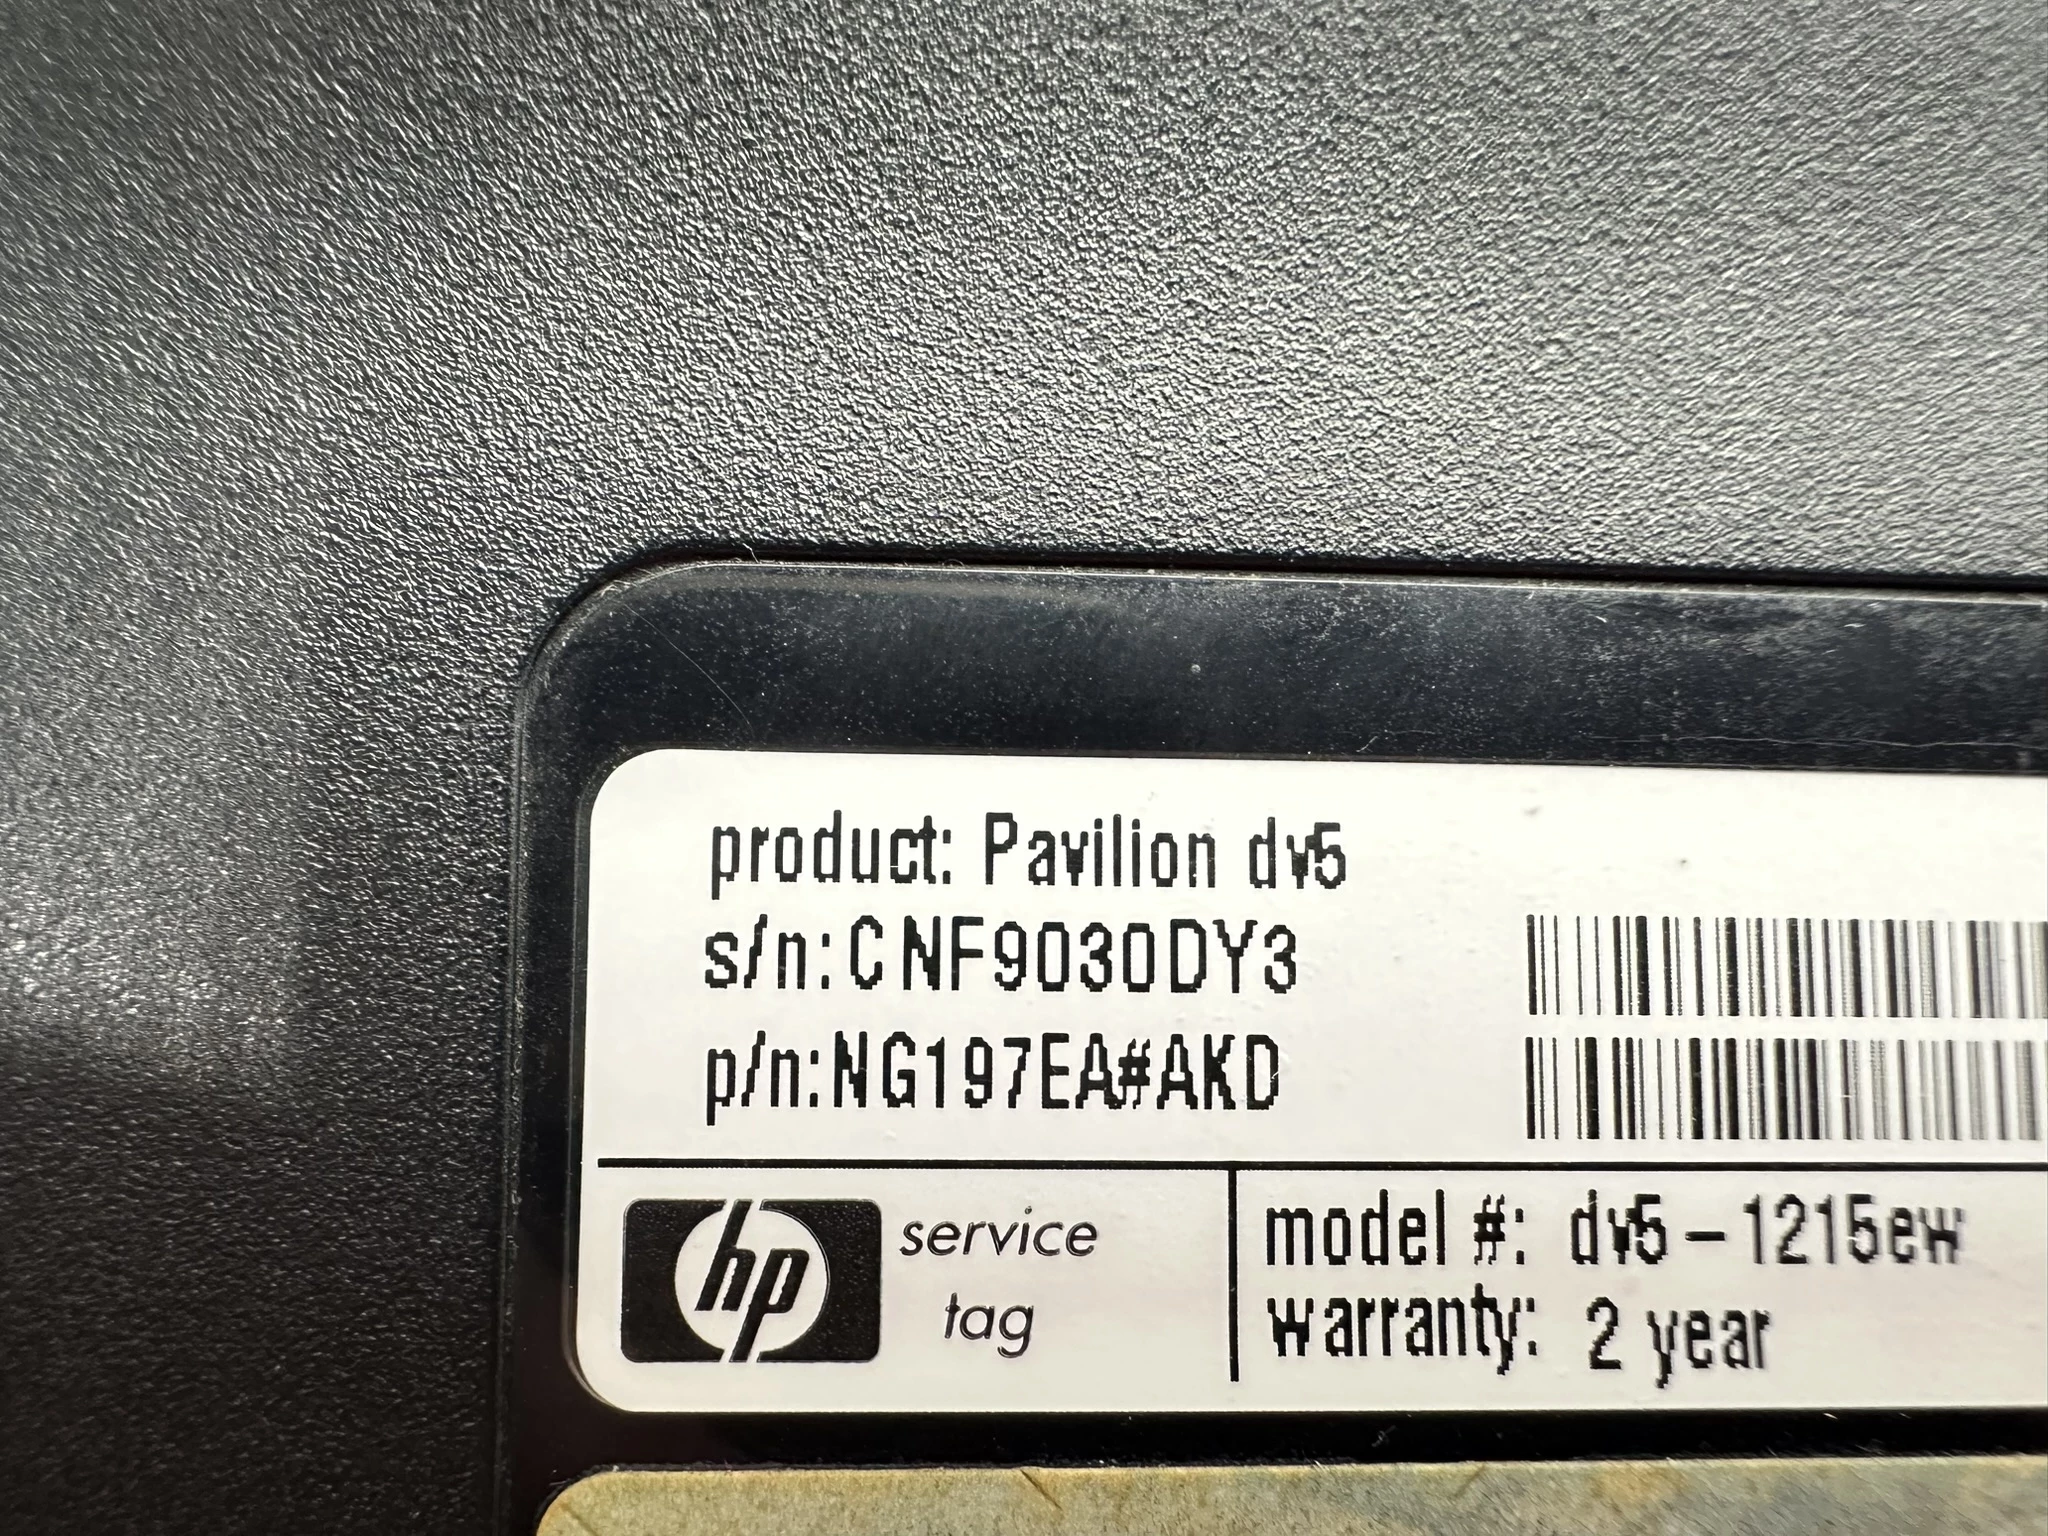 product: Pavilion dv5
s/n:CNF9030DY3
p/n:NG197EA#AKD
hp
service
tag
model #: dv5-1215ew
warranty: 2 year